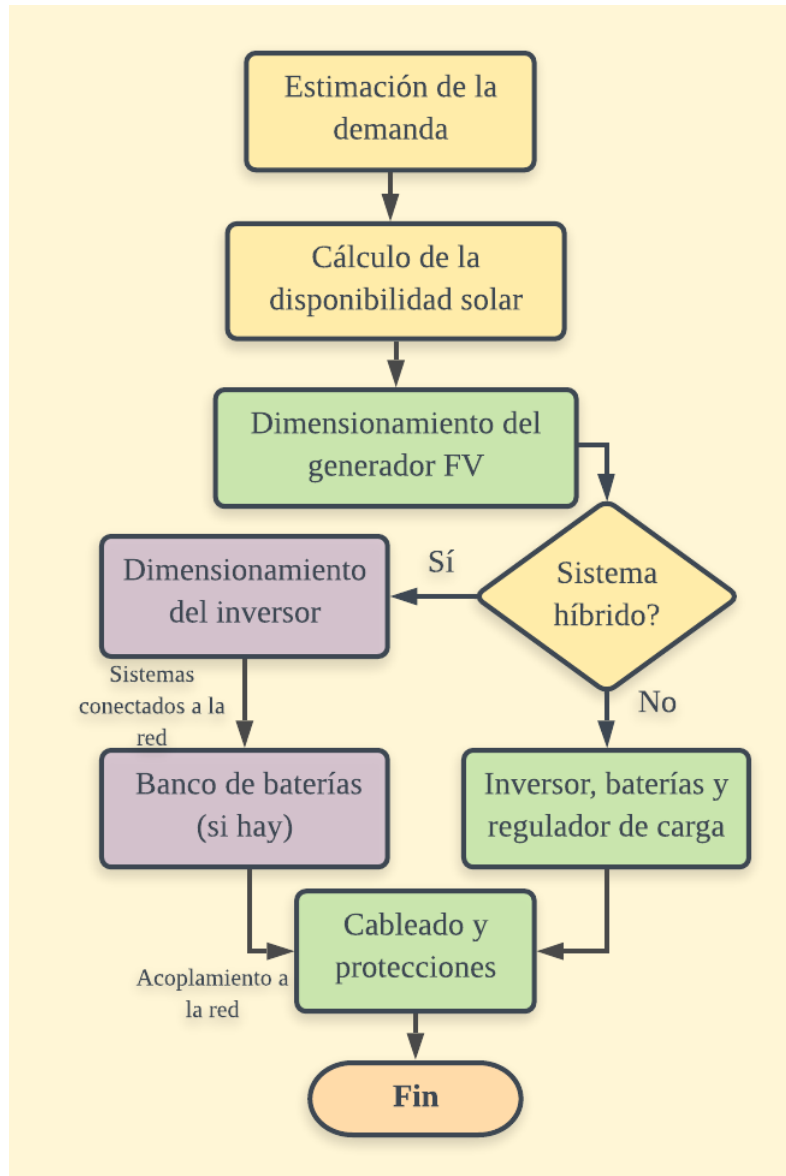 Estimación de la
demanda
Cálculo de la
disponibilidad solar
Dimensionamiento del
generador FV
Sistema
híbrido?
Sí
Dimensionamiento
del inversor
Sistemas
conectados a la
red
No
Banco de baterías
(si hay)
Inversor, baterías y
regulador de carga
Cableado y
protecciones
Acoplamiento a
la red
Fin